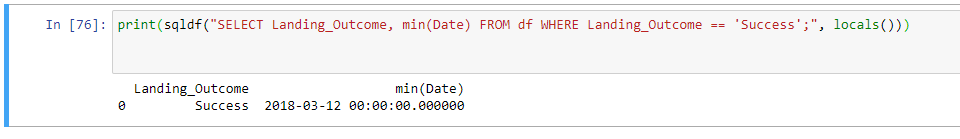 In [76]: print(sqldf("SELECT Landing_Outcome, min(Date) FROM df WHERE Landing_Outcome == 'Success';", locals()))
Landing_Outcome min(Date)
0 Success 2018-03-12 00:00:00.000000